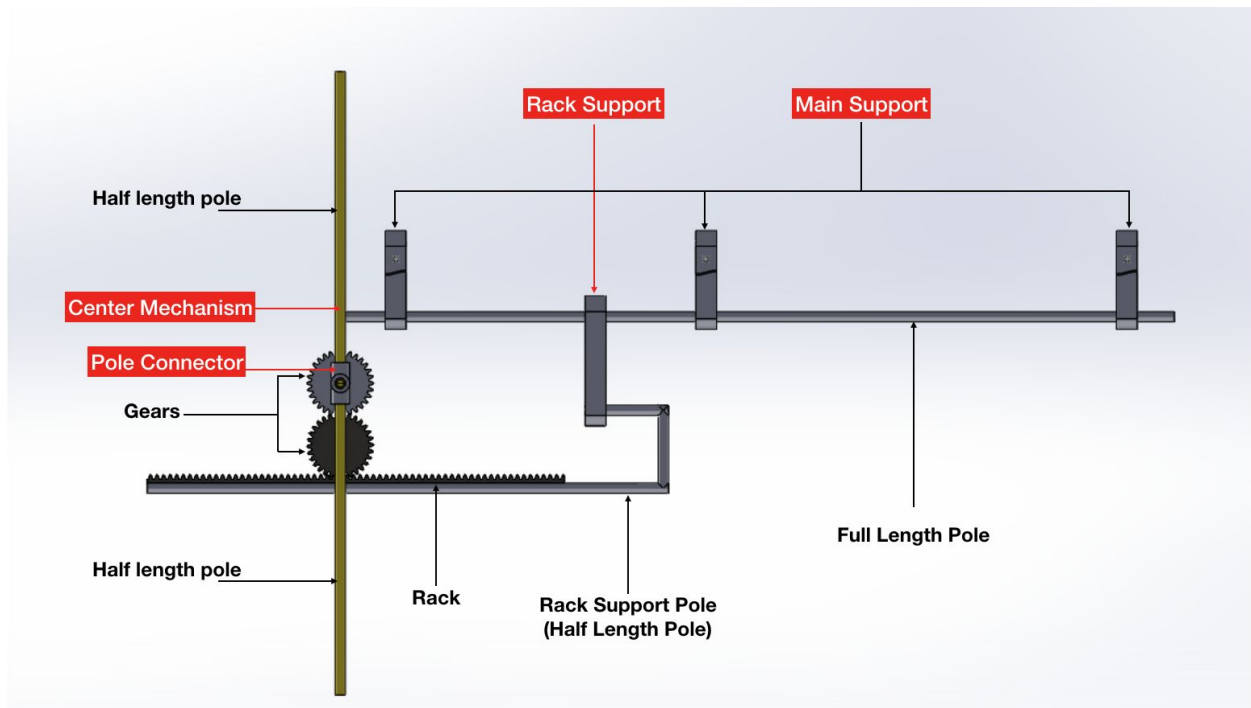 Rack Support
Main Support
Half length pole
Center Mechanism
Pole Connector
Gears
Full Length Pole
Half length pole
Rack
Rack Support Pole
(Half Length Pole)